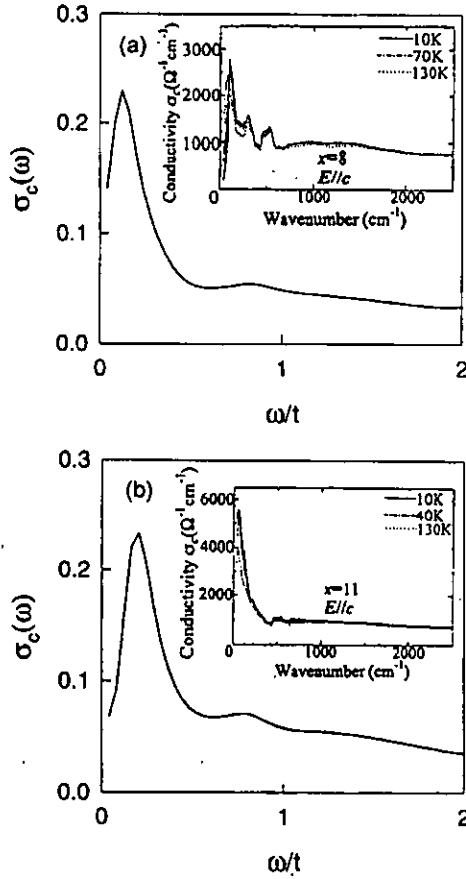 (a)
0.3
0.2
0.1
0.0
σc(ω)
0
1
2
ω/t
3000
2000
1000
Conductivity σc(Ω⁻¹cm⁻¹)
10K
70K
130K
x=8
E//c
0
1000
2000
Wavenumber (cm⁻¹)
(b)
0.3
0.2
0.1
0.0
σc(ω)
0
1
2
ω/t
6000
4000
2000
Conductivity σc(Ω⁻¹cm⁻¹)
10K
40K
130K
x=11
E//c
0
1000
2000
Wavenumber (cm⁻¹)